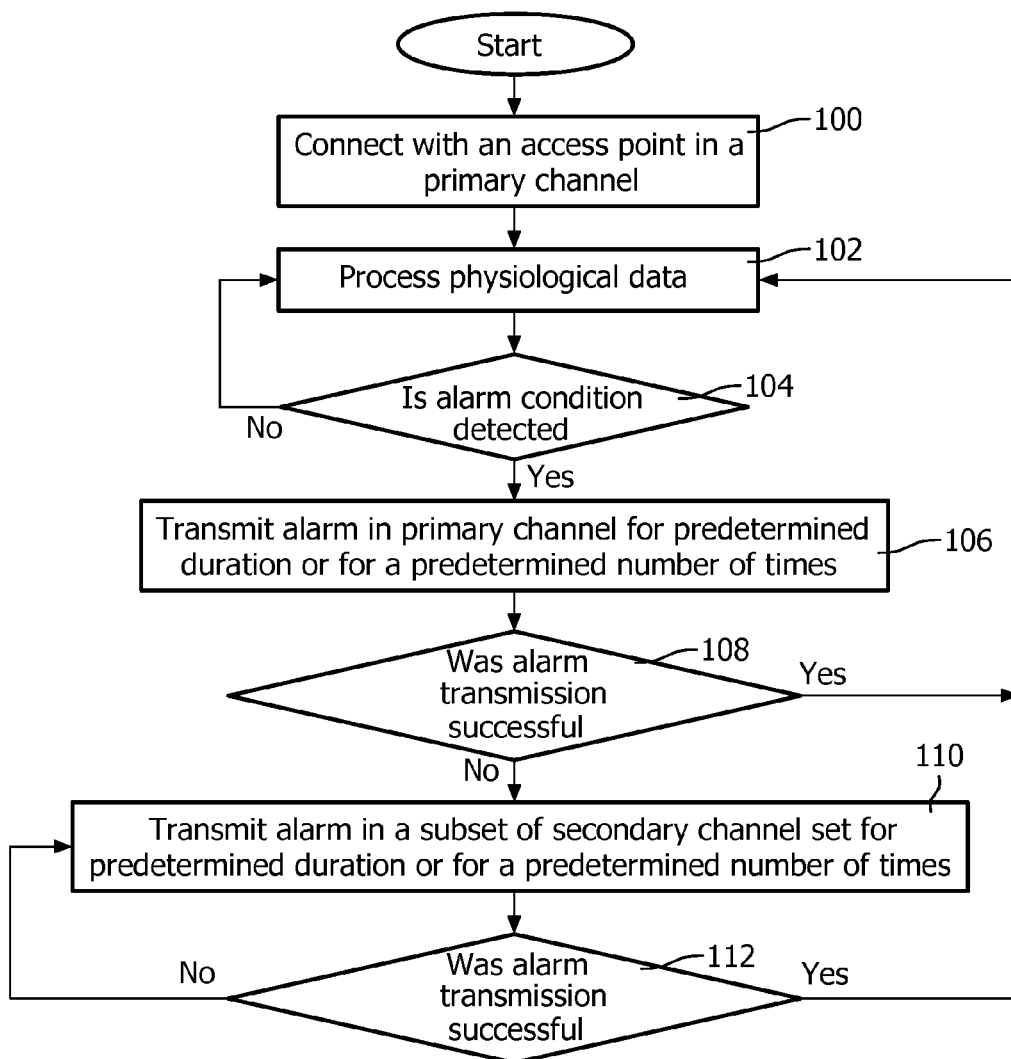 Start
100
Connect with an access point in a
primary channel
102
Process physiological data
104
Is alarm condition
detected
No
Yes
Transmit alarm in primary channel for predetermined
duration or for a predetermined number of times
106
108
Was alarm
transmission
successful
Yes
No
110
Transmit alarm in a subset of secondary channel set for
predetermined duration or for a predetermined number of times
112
Was alarm
transmission
successful
No
Yes